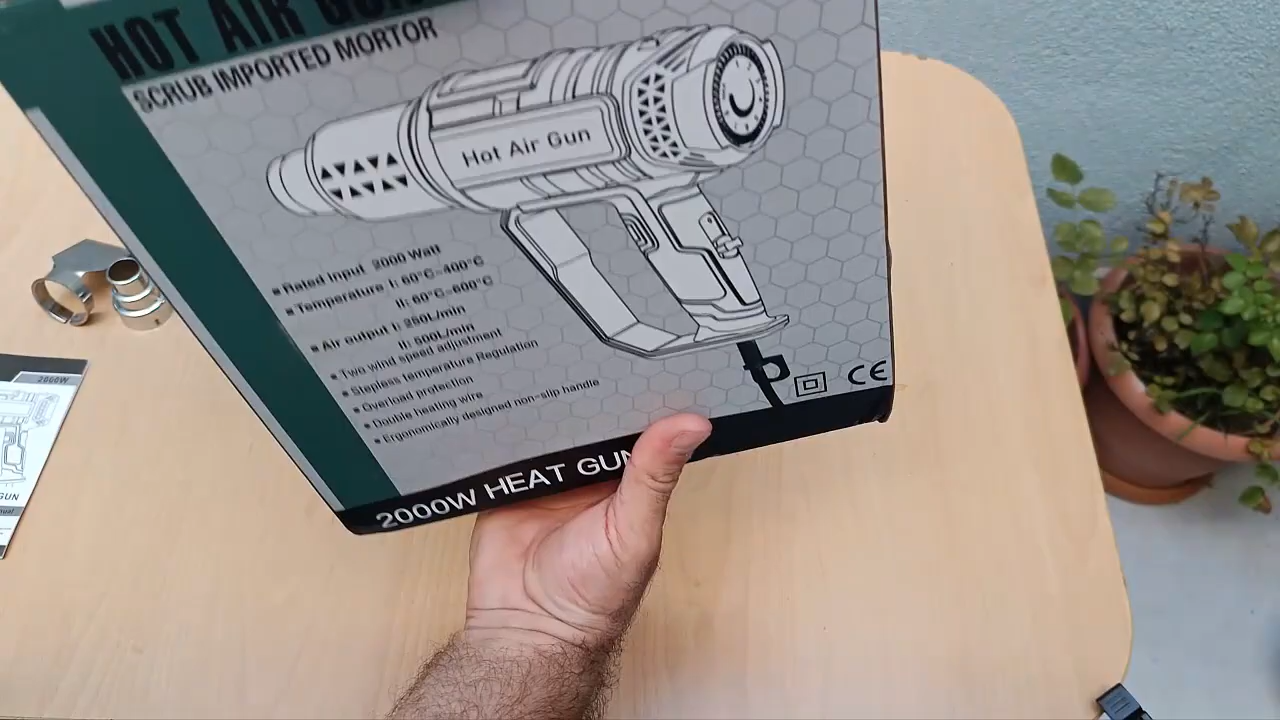 HOT AIR GUN
SCRUB IMPORTED MORTOR
Hot Air Gun
Rated Input 2000 Watt
Temperature I: 60°C-400°C
II: 60°C-600°C
Air output I: 250L/min
II: 500L/min
Two wind speed adjustment
Stepless temperature Regulation
Overload protection
Double heating wire
Ergonomically designed non-slip handle
CE
2000W HEAT GUN
2000W
GUN